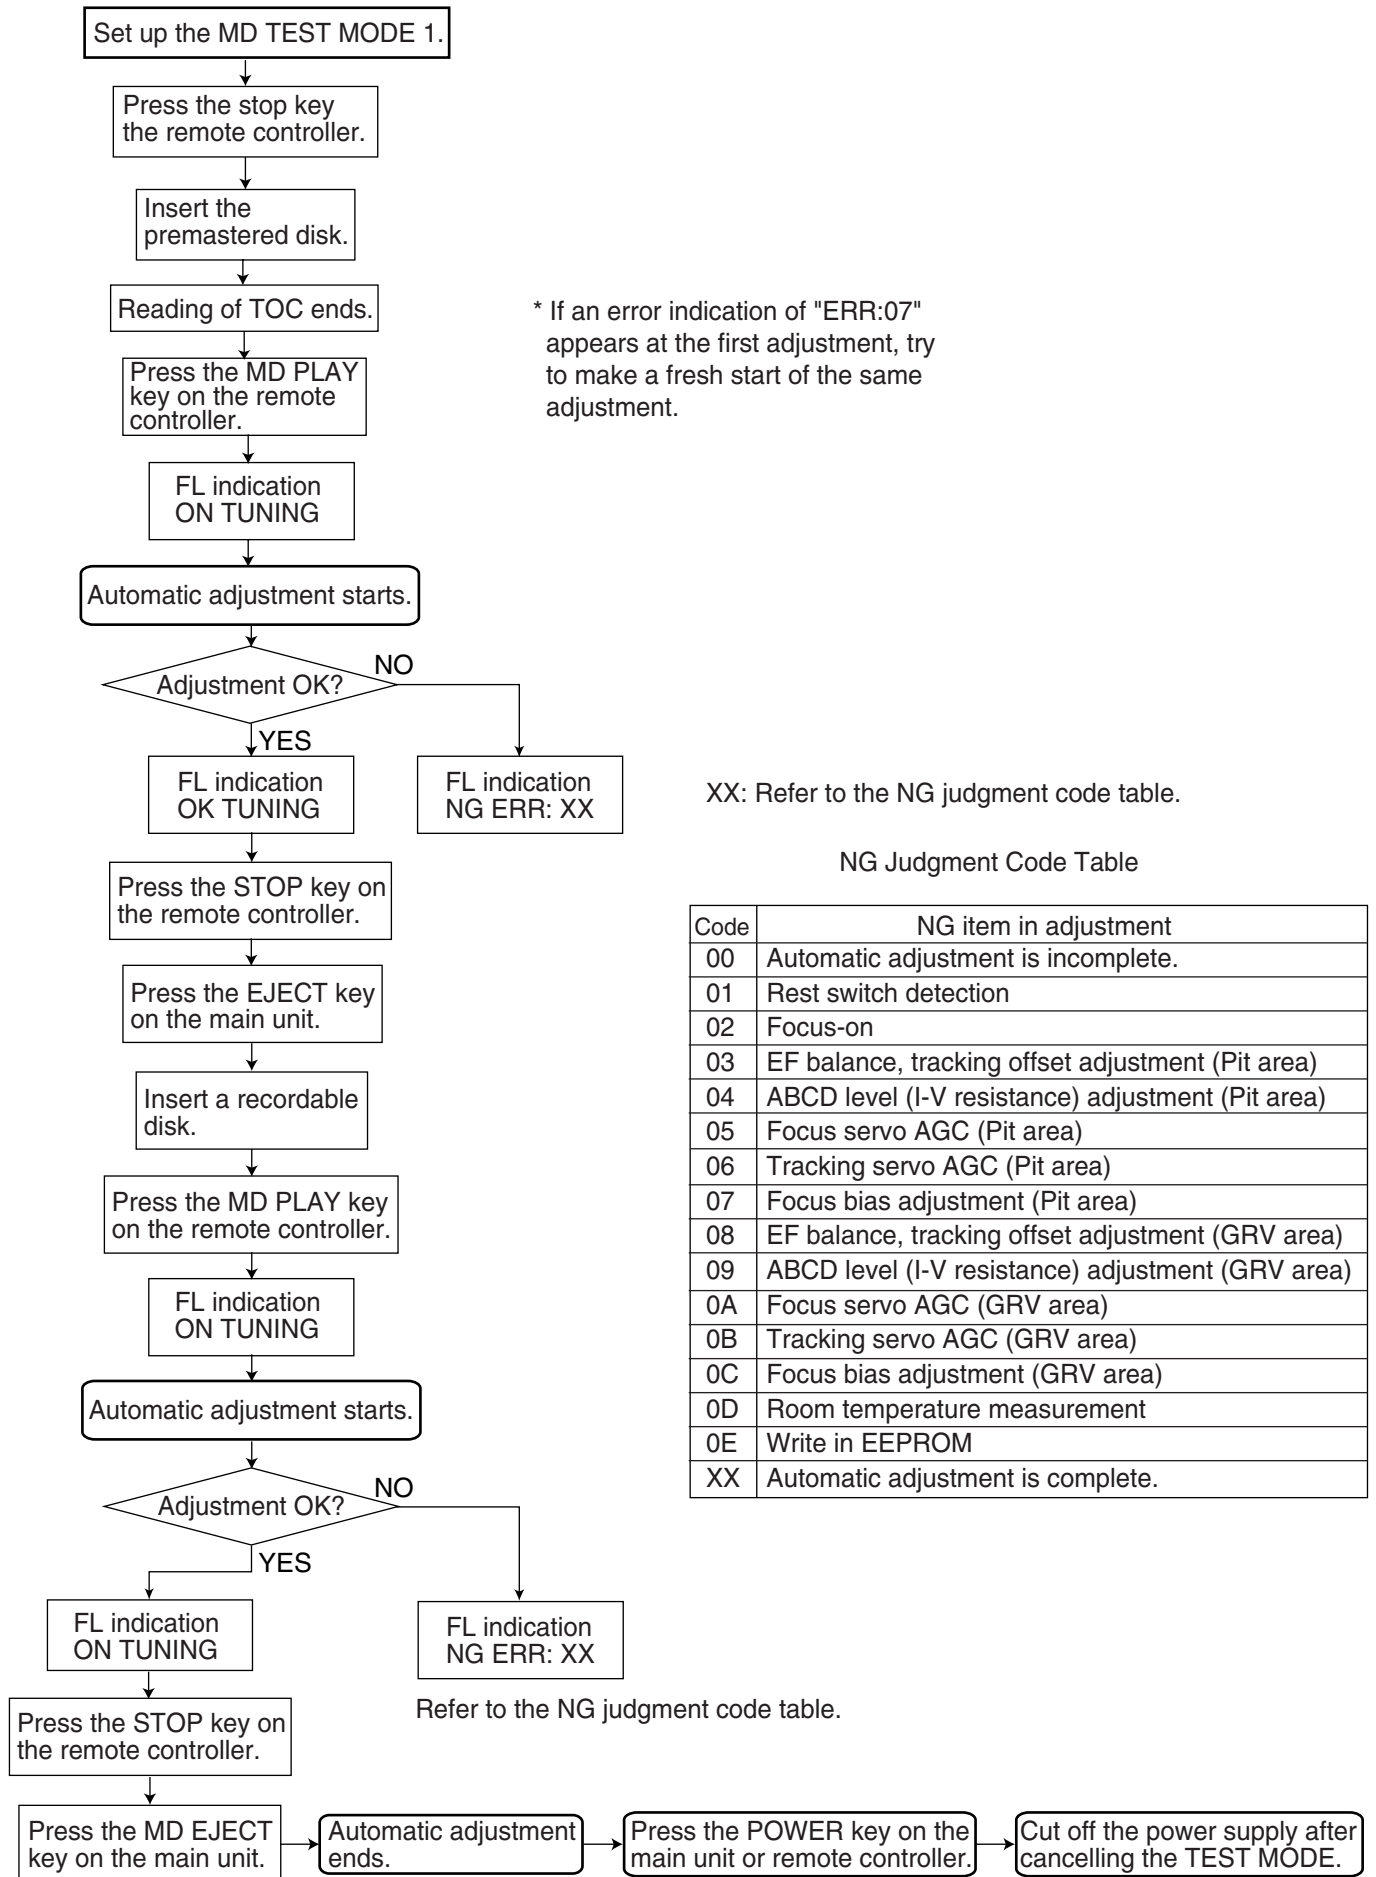 Set up the MD TEST MODE 1.
Press the stop key
the remote controller.
Insert the
premastered disk.
Reading of TOC ends.
* If an error indication of "ERR:07"
appears at the first adjustment, try
to make a fresh start of the same
adjustment.
Press the MD PLAY
key on the remote
controller.
FL indication
ON TUNING
Automatic adjustment starts.
Adjustment OK?
NO
YES
FL indication
OK TUNING
FL indication
NG ERR: XX
XX: Refer to the NG judgment code table.
Press the STOP key on
the remote controller.
Press the EJECT key
on the main unit.
Insert a recordable
disk.
Press the MD PLAY key
on the remote controller.
FL indication
ON TUNING
Automatic adjustment starts.
Adjustment OK?
NO
YES
FL indication
ON TUNING
FL indication
NG ERR: XX
Refer to the NG judgment code table.
Press the STOP key on
the remote controller.
Press the MD EJECT
key on the main unit.
Automatic adjustment
ends.
Press the POWER key on the
main unit or remote controller.
Cut off the power supply after
cancelling the TEST MODE.
NG Judgment Code Table
Code NG item in adjustment
00 Automatic adjustment is incomplete.
01 Rest switch detection
02 Focus-on
03 EF balance, tracking offset adjustment (Pit area)
04 ABCD level (I-V resistance) adjustment (Pit area)
05 Focus servo AGC (Pit area)
06 Tracking servo AGC (Pit area)
07 Focus bias adjustment (Pit area)
08 EF balance, tracking offset adjustment (GRV area)
09 ABCD level (I-V resistance) adjustment (GRV area)
0A Focus servo AGC (GRV area)
0B Tracking servo AGC (GRV area)
0C Focus bias adjustment (GRV area)
0D Room temperature measurement
0E Write in EEPROM
XX Automatic adjustment is complete.